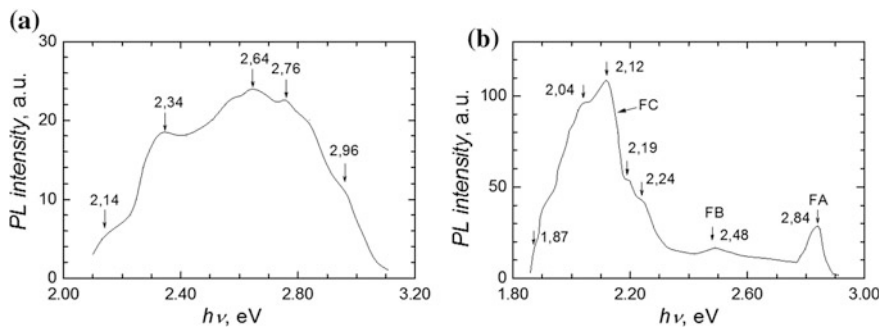 (a)
PL intensity, a.u.
30
20
10
0
2,14
2,34
2,64
2,76
2,96
2.00 2.40 2.80 3.20
hν, eV
(b)
PL intensity, a.u.
100
50
0
1,87
2,04
2,12
FC
2,19
2,24
FB
2,48
FA
2,84
1.80 2.20 2.60 3.00
hν, eV